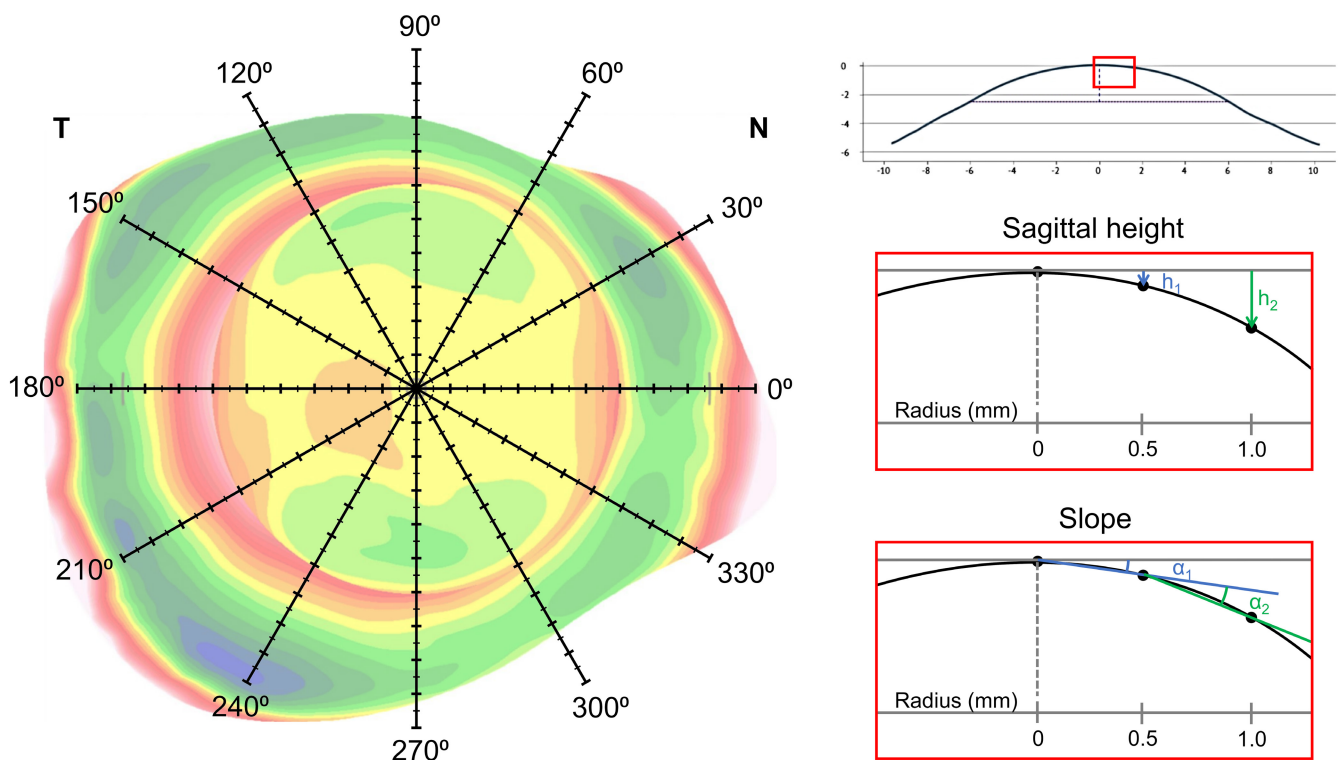 90º
120º
60º
T
N
150º
30º
180º
0º
210º
330º
240º
300º
270º
0
-2
-4
-6
-10 -8 -6 -4 -2 0 2 4 6 8 10
Sagittal height
h1
h2
Radius (mm)
0 0.5 1.0
Slope
α1
α2
Radius (mm)
0 0.5 1.0